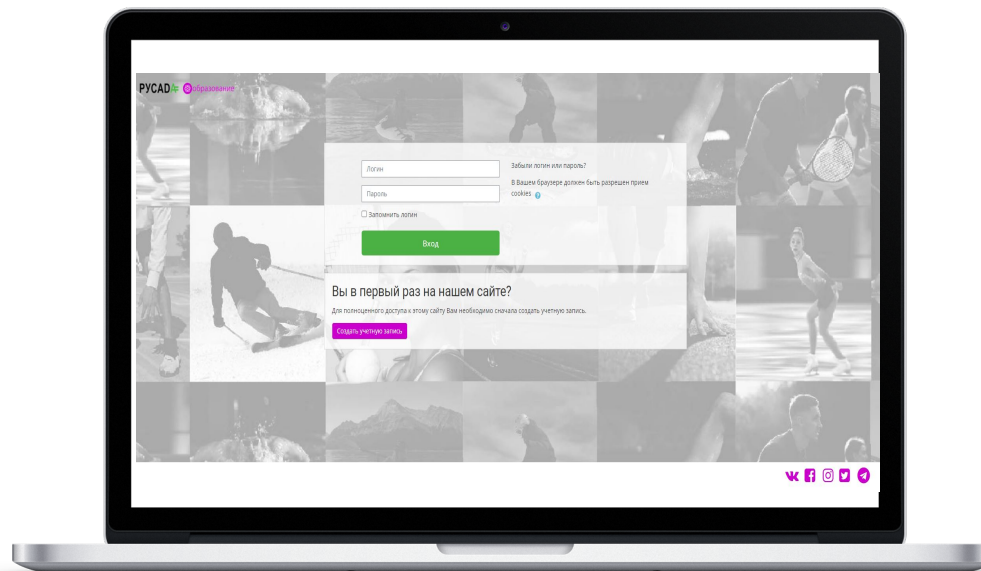 РУСАДА образование
Логин
Забыли логин или пароль?
Пароль
В Вашем браузере должен быть разрешен прием
cookies
Запомнить логин
Вход
Вы в первый раз на нашем сайте?
Для полноценного доступа к этому сайту Вам необходимо сначала создать учетную запись.
Создать учетную запись